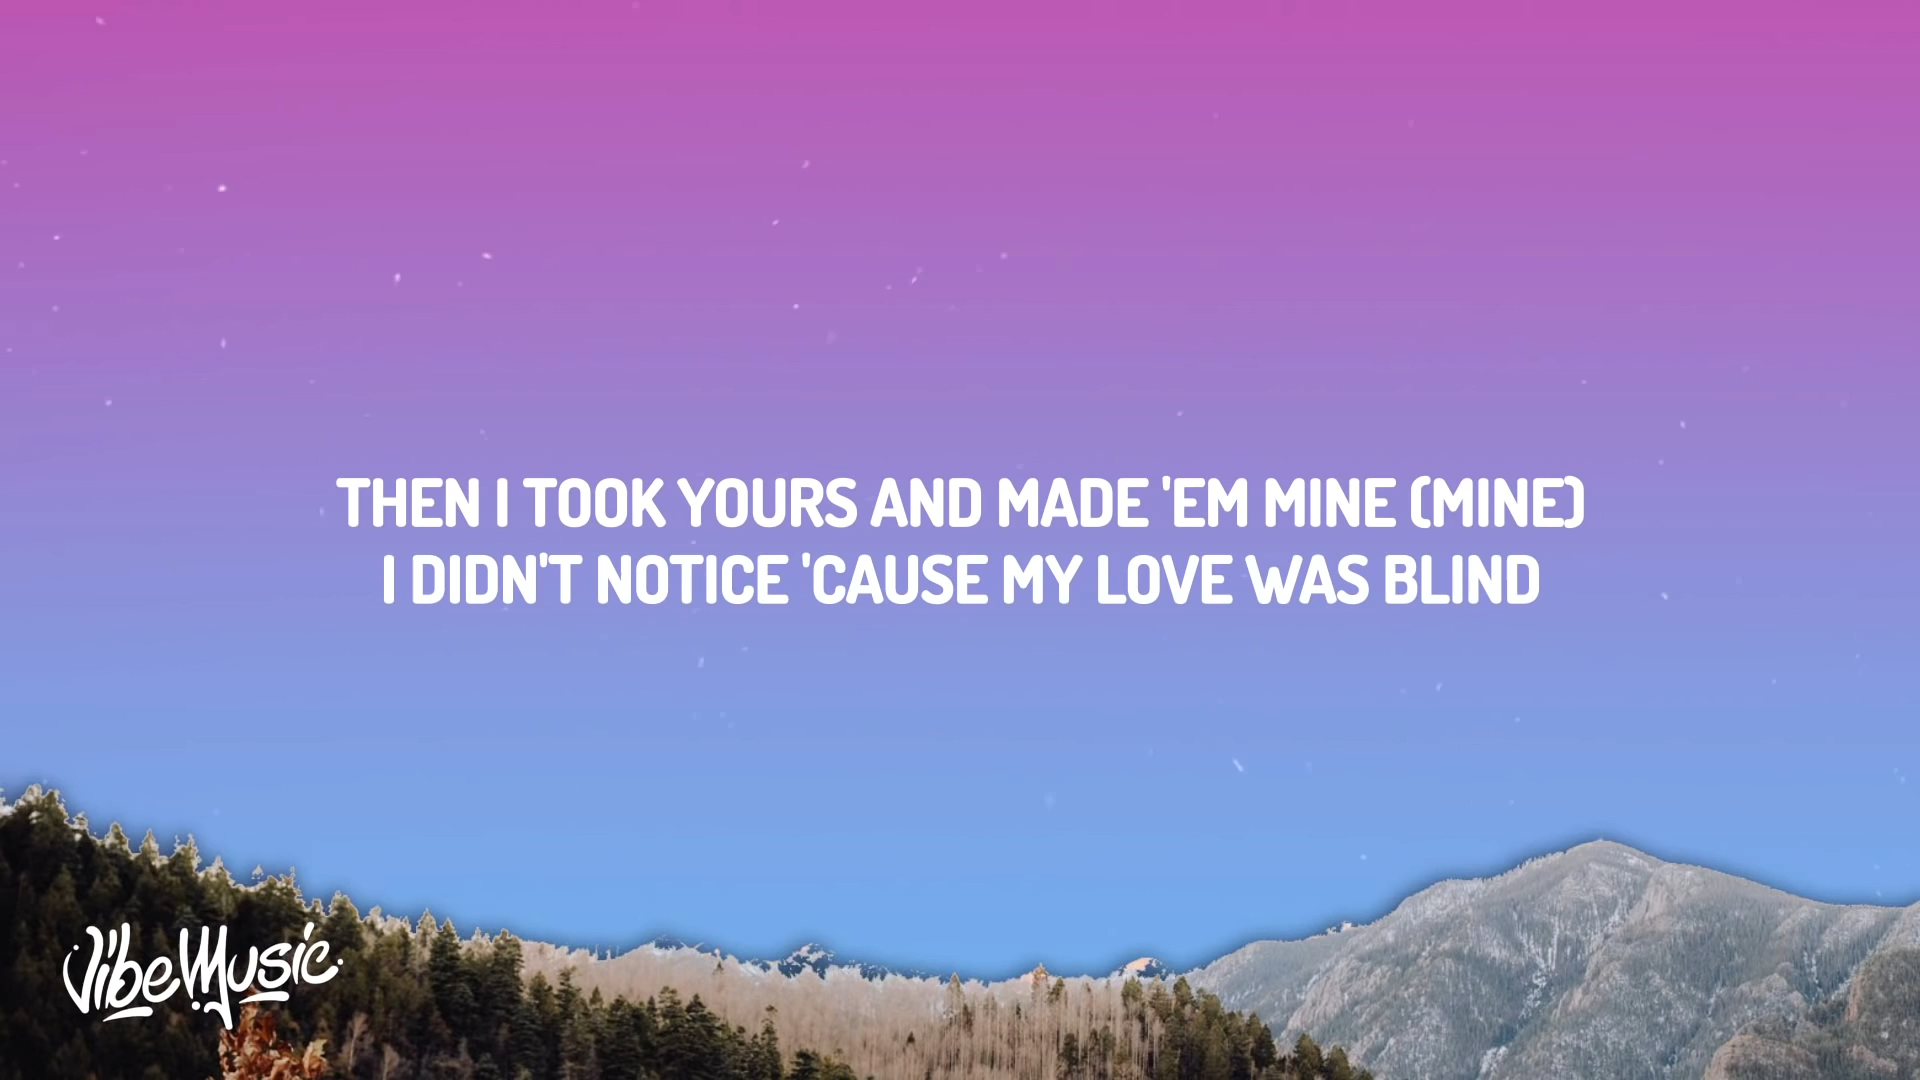 THEN I TOOK YOURS AND MADE 'EM MINE (MINE)
I DIDN'T NOTICE 'CAUSE MY LOVE WAS BLIND
VibeMusic